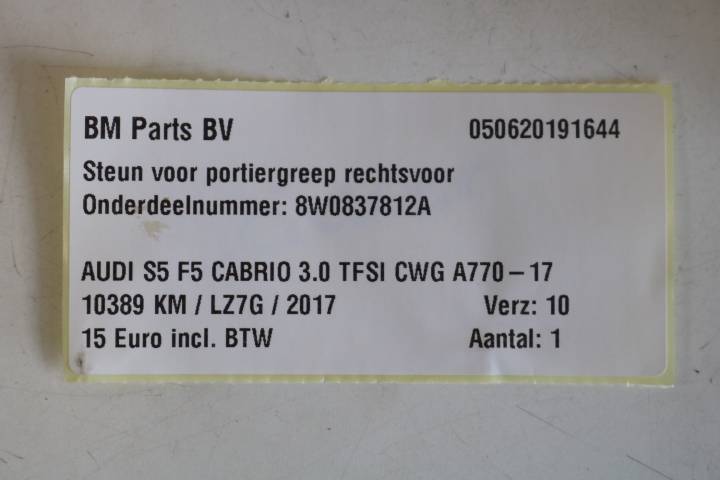 BM Parts BV 050620191644
Steun voor portiergreep rechtsvoor
Onderdeelnummer: 8W0837812A
AUDI S5 F5 CABRIO 3.0 TFSI CWG A770 – 17
10389 KM / LZ7G / 2017 Verz: 10
15 Euro incl. BTW Aantal: 1